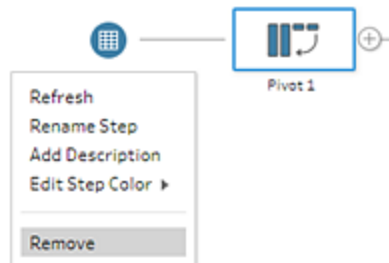 Pivot 1
Refresh
Rename Step
Add Description
Edit Step Color
Remove